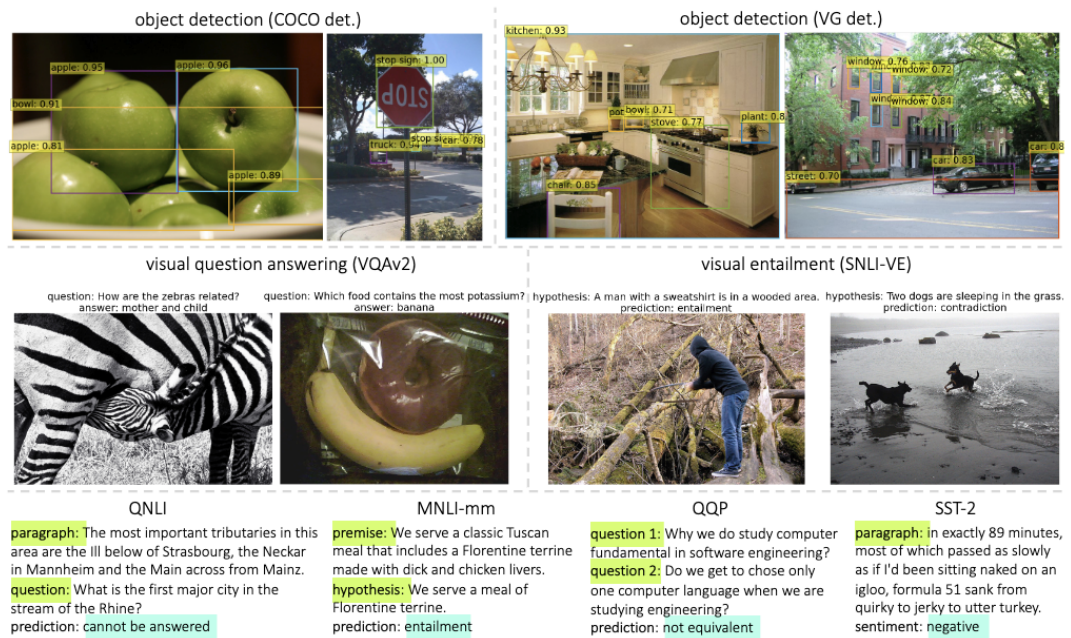 object detection (COCO det.)
object detection (VG det.)
apple: 0.95
apple: 0.96
bowl: 0.91
apple: 0.81
apple: 0.89
stop sign: 1.00
STOP
stop si
truck: 0.9
car: 0.78
kitchen: 0.93
bowl: 0.71
pot
stove: 0.77
plant: 0.8
chair: 0.85
window: 0.76
window: 0.72
wind
window: 0.84
car: 0.83
car: 0.8
street: 0.70
visual question answering (VQAv2)
visual entailment (SNLI-VE)
question: How are the zebras related?
answer: mother and child
question: Which food contains the most potassium?
answer: banana
hypothesis: A man with a sweatshirt is in a wooded area.
prediction: entailment
hypothesis: Two dogs are sleeping in the grass.
prediction: contradiction
QNLI
paragraph: The most important tributaries in this
area are the Ill below of Strasbourg, the Neckar
in Mannheim and the Main across from Mainz.
question: What is the first major city in the
stream of the Rhine?
prediction: cannot be answered
MNLI-mm
premise: We serve a classic Tuscan
meal that includes a Florentine terrine
made with dick and chicken livers.
hypothesis: We serve a meal of
Florentine terrine.
prediction: entailment
QQP
question 1: Why we do study computer
fundamental in software engineering?
question 2: Do we get to chose only
one computer language when we are
studying engineering?
prediction: not equivalent
SST-2
paragraph: in exactly 89 minutes,
most of which passed as slowly
as if I'd been sitting naked on an
igloo, formula 51 sank from
quirky to jerky to utter turkey.
sentiment: negative